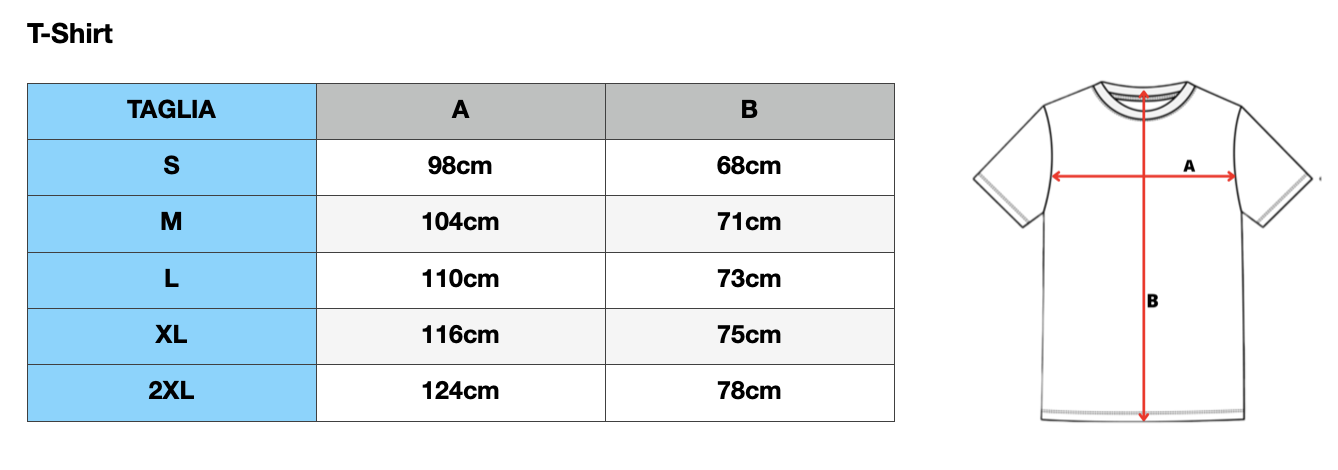 T-Shirt
TAGLIA A B
S 98cm 68cm
M 104cm 71cm
L 110cm 73cm
XL 116cm 75cm
2XL 124cm 78cm
A
B